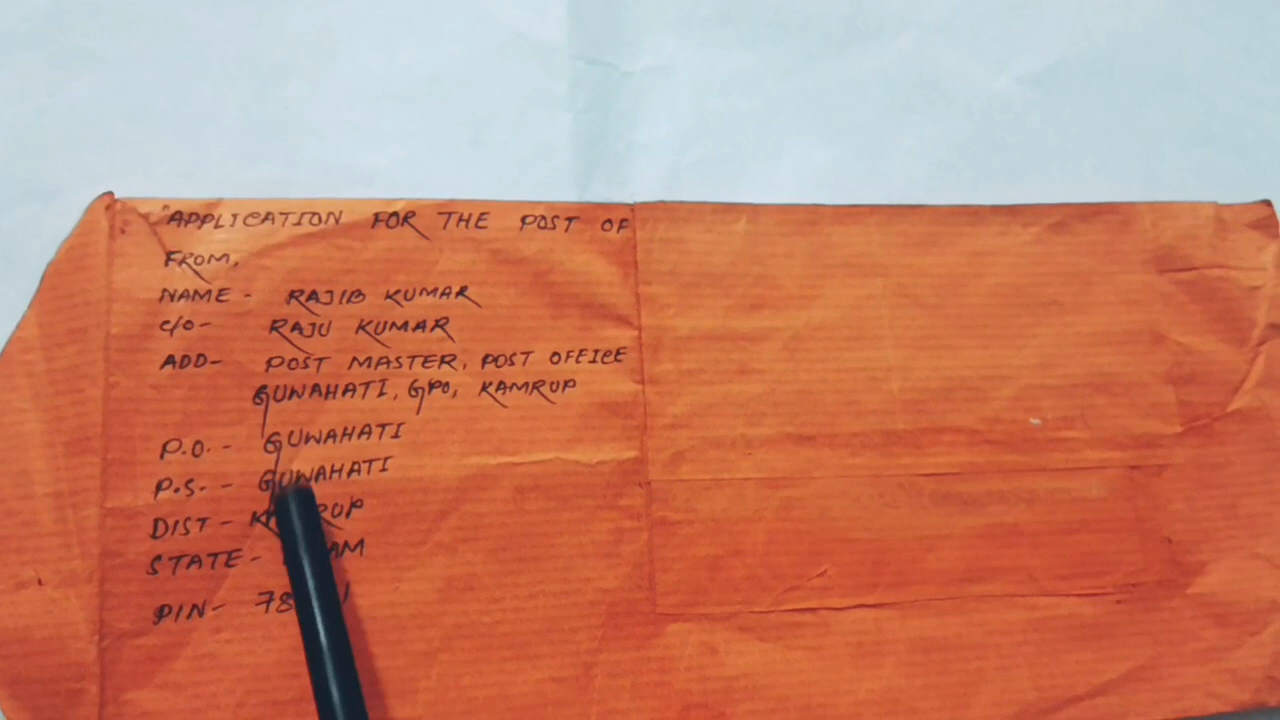 "APPLICATION FOR THE POST OF
FROM,
NAME - RAJIB KUMAR
C/O- RAJU KUMAR
ADD- POST MASTER, POST OFFICE
GUWAHATI, GPO, KAMRUP
P.O. - GUWAHATI
P.S. - GUWAHATI
DIST -
STATE -
PIN-